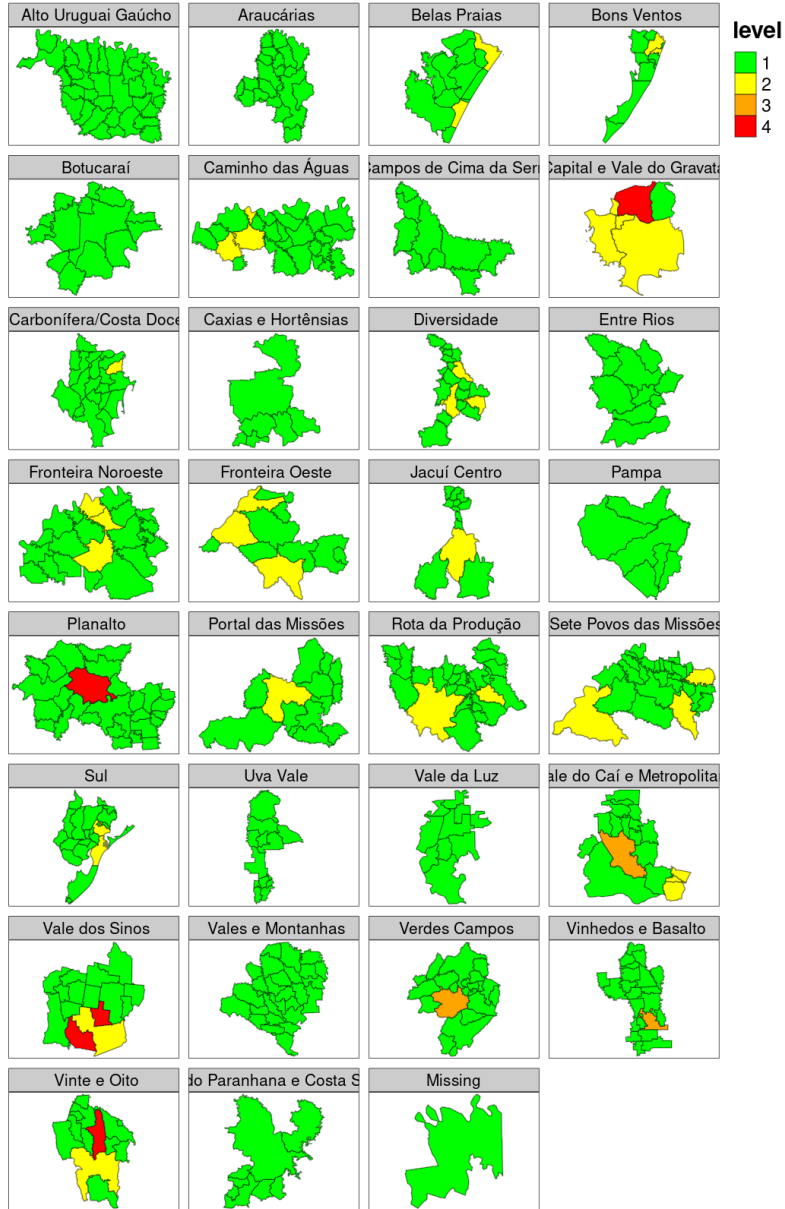 Alto Uruguai Gaúcho
Araucárias
Belas Praias
Bons Ventos
level
1
2
3
4
Botucaraí
Caminho das Águas
Campos de Cima da Ser
Capital e Vale do Gravata
Carbonífera/Costa Doce
Caxias e Hortênsias
Diversidade
Entre Rios
Fronteira Noroeste
Fronteira Oeste
Jacuí Centro
Pampa
Planalto
Portal das Missões
Rota da Produção
Sete Povos das Missões
Sul
Uva Vale
Vale da Luz
ale do Caí e Metropolita
Vale dos Sinos
Vales e Montanhas
Verdes Campos
Vinhedos e Basalto
Vinte e Oito
do Paranhana e Costa S
Missing